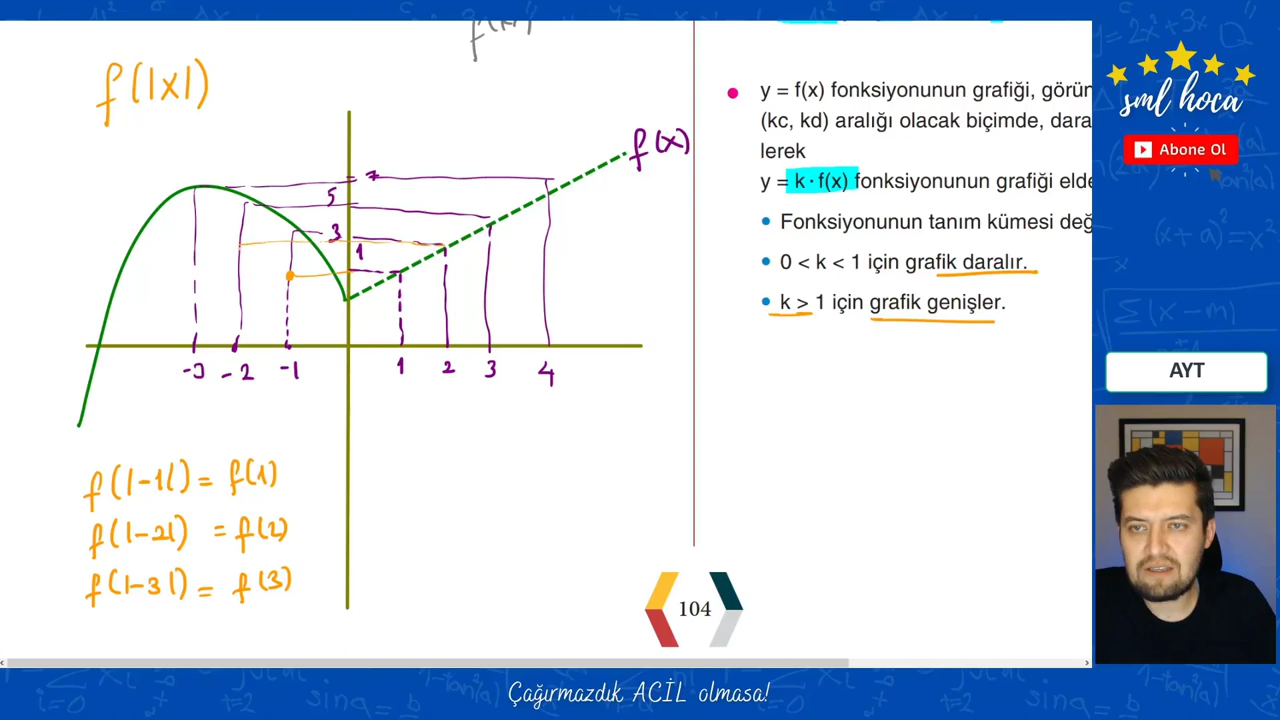 f(|x|)
f(x)
7
5
3
1
-3 -2 -1 1 2 3 4
f(|-1|) = f(1)
f(|-2|) = f(2)
f(|-3|) = f(3)
y = f(x) fonksiyonunun grafiği, görün
(kc, kd) aralığı olacak biçimde, dara
lerek
y = k · f(x) fonksiyonunun grafiği elde
Fonksiyonunun tanım kümesi değ
0 < k < 1 için grafik daralır.
k > 1 için grafik genişler.
104
sml hoca
Abone Ol
AYT
Çağırmazdık ACİL olmasa!